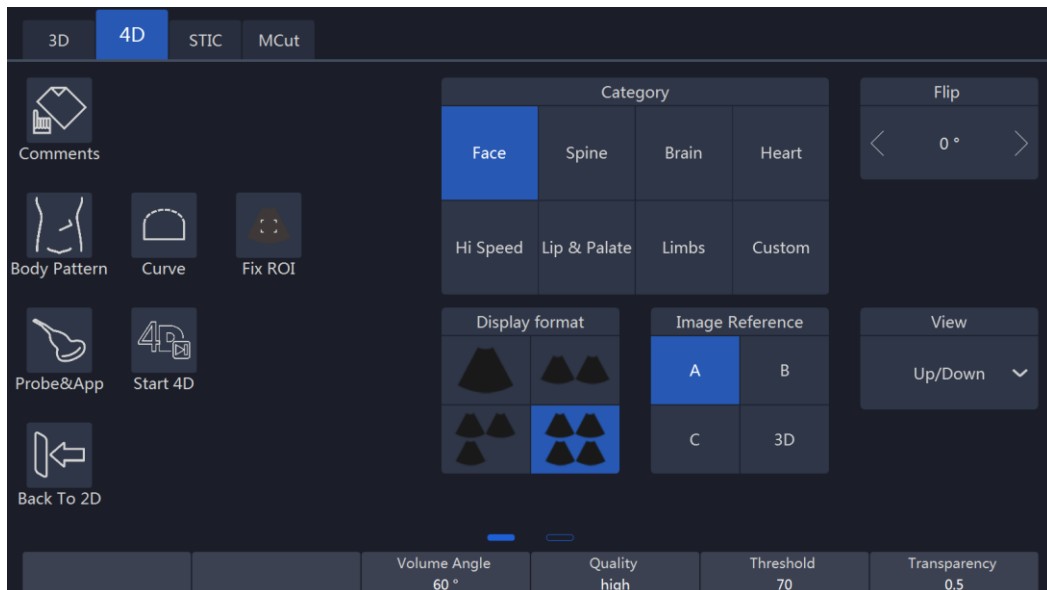 3D
4D
STIC
MCut
Comments
Body Pattern
Curve
Fix ROI
Probe&App
Start 4D
Back To 2D
Category
Face
Spine
Brain
Heart
Hi Speed
Lip & Palate
Limbs
Custom
Flip
0 °
Display format
Image Reference
A
B
C
3D
View
Up/Down
Volume Angle
60 °
Quality
high
Threshold
70
Transparency
0.5